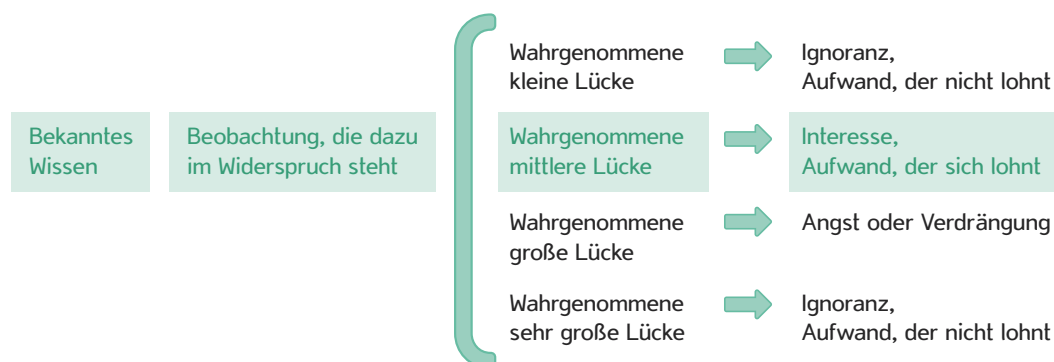 Bekanntes
Wissen
Beobachtung, die dazu
im Widerspruch steht
Wahrgenommene
kleine Lücke
Ignoranz,
Aufwand, der nicht lohnt
Wahrgenommene
mittlere Lücke
Interesse,
Aufwand, der sich lohnt
Wahrgenommene
große Lücke
Angst oder Verdrängung
Wahrgenommene
sehr große Lücke
Ignoranz,
Aufwand, der nicht lohnt